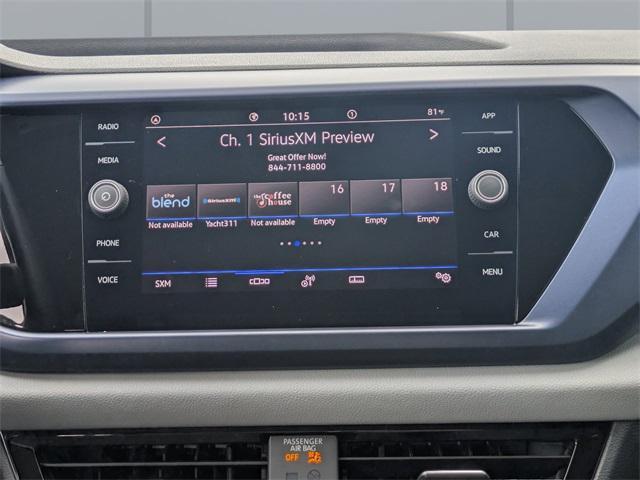 10:15
81°F
RADIO
APP
Ch. 1 SiriusXM Preview
< >
Great Offer Now!
844-711-8800
MEDIA
SOUND
the blend
SiriusXM
the Coffee house
16
17
18
Not available
Yacht311
Not available
Empty
Empty
Empty
PHONE
CAR
VOICE
MENU
SXM
PASSENGER
AIR BAG
OFF